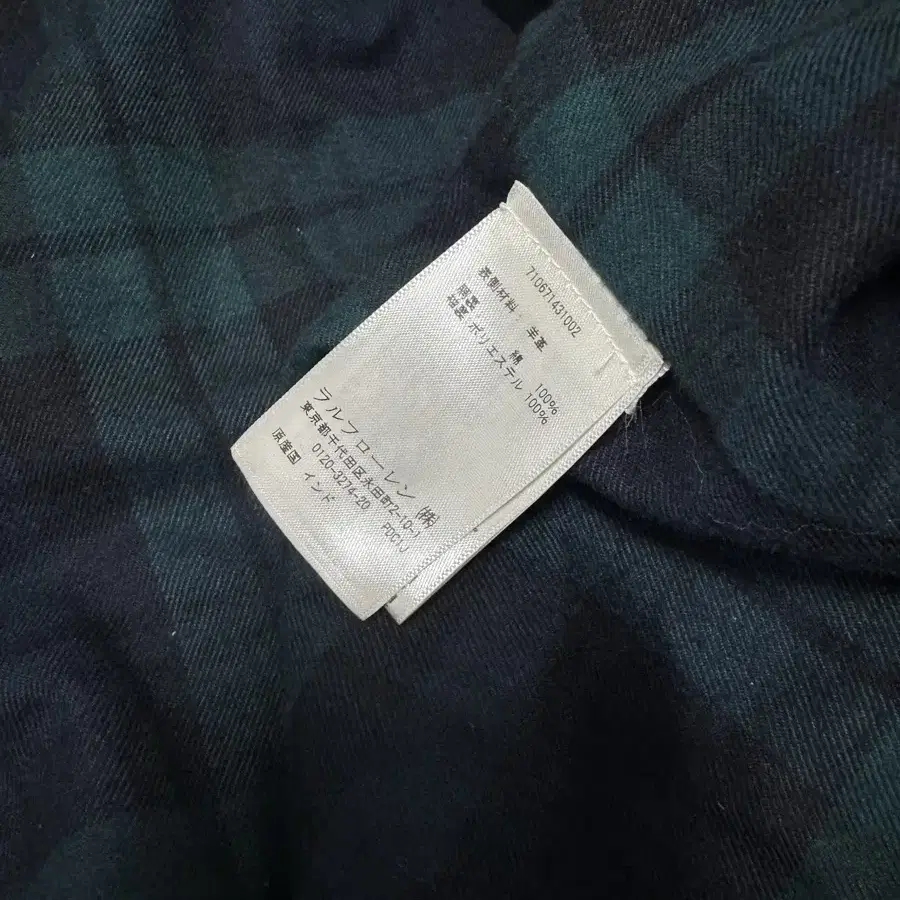 710671431002
表側材料: 羊革
胴裏 綿 100%
袖裏 ポリエステル 100%
ラルフローレン ㈱
東京都千代田区永田町2-10-1
0120-3274-20 PDCIJ
原産国 インド